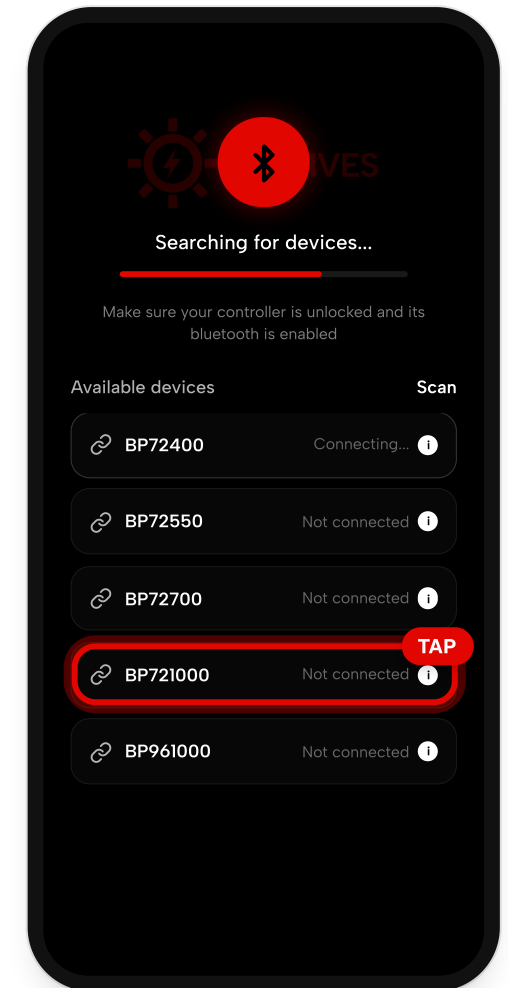 IVES
Searching for devices...
Make sure your controller is unlocked and its
bluetooth is enabled
Available devices
Scan
BP72400
Connecting...
i
BP72550
Not connected
i
BP72700
Not connected
i
TAP
BP721000
Not connected
i
BP961000
Not connected
i